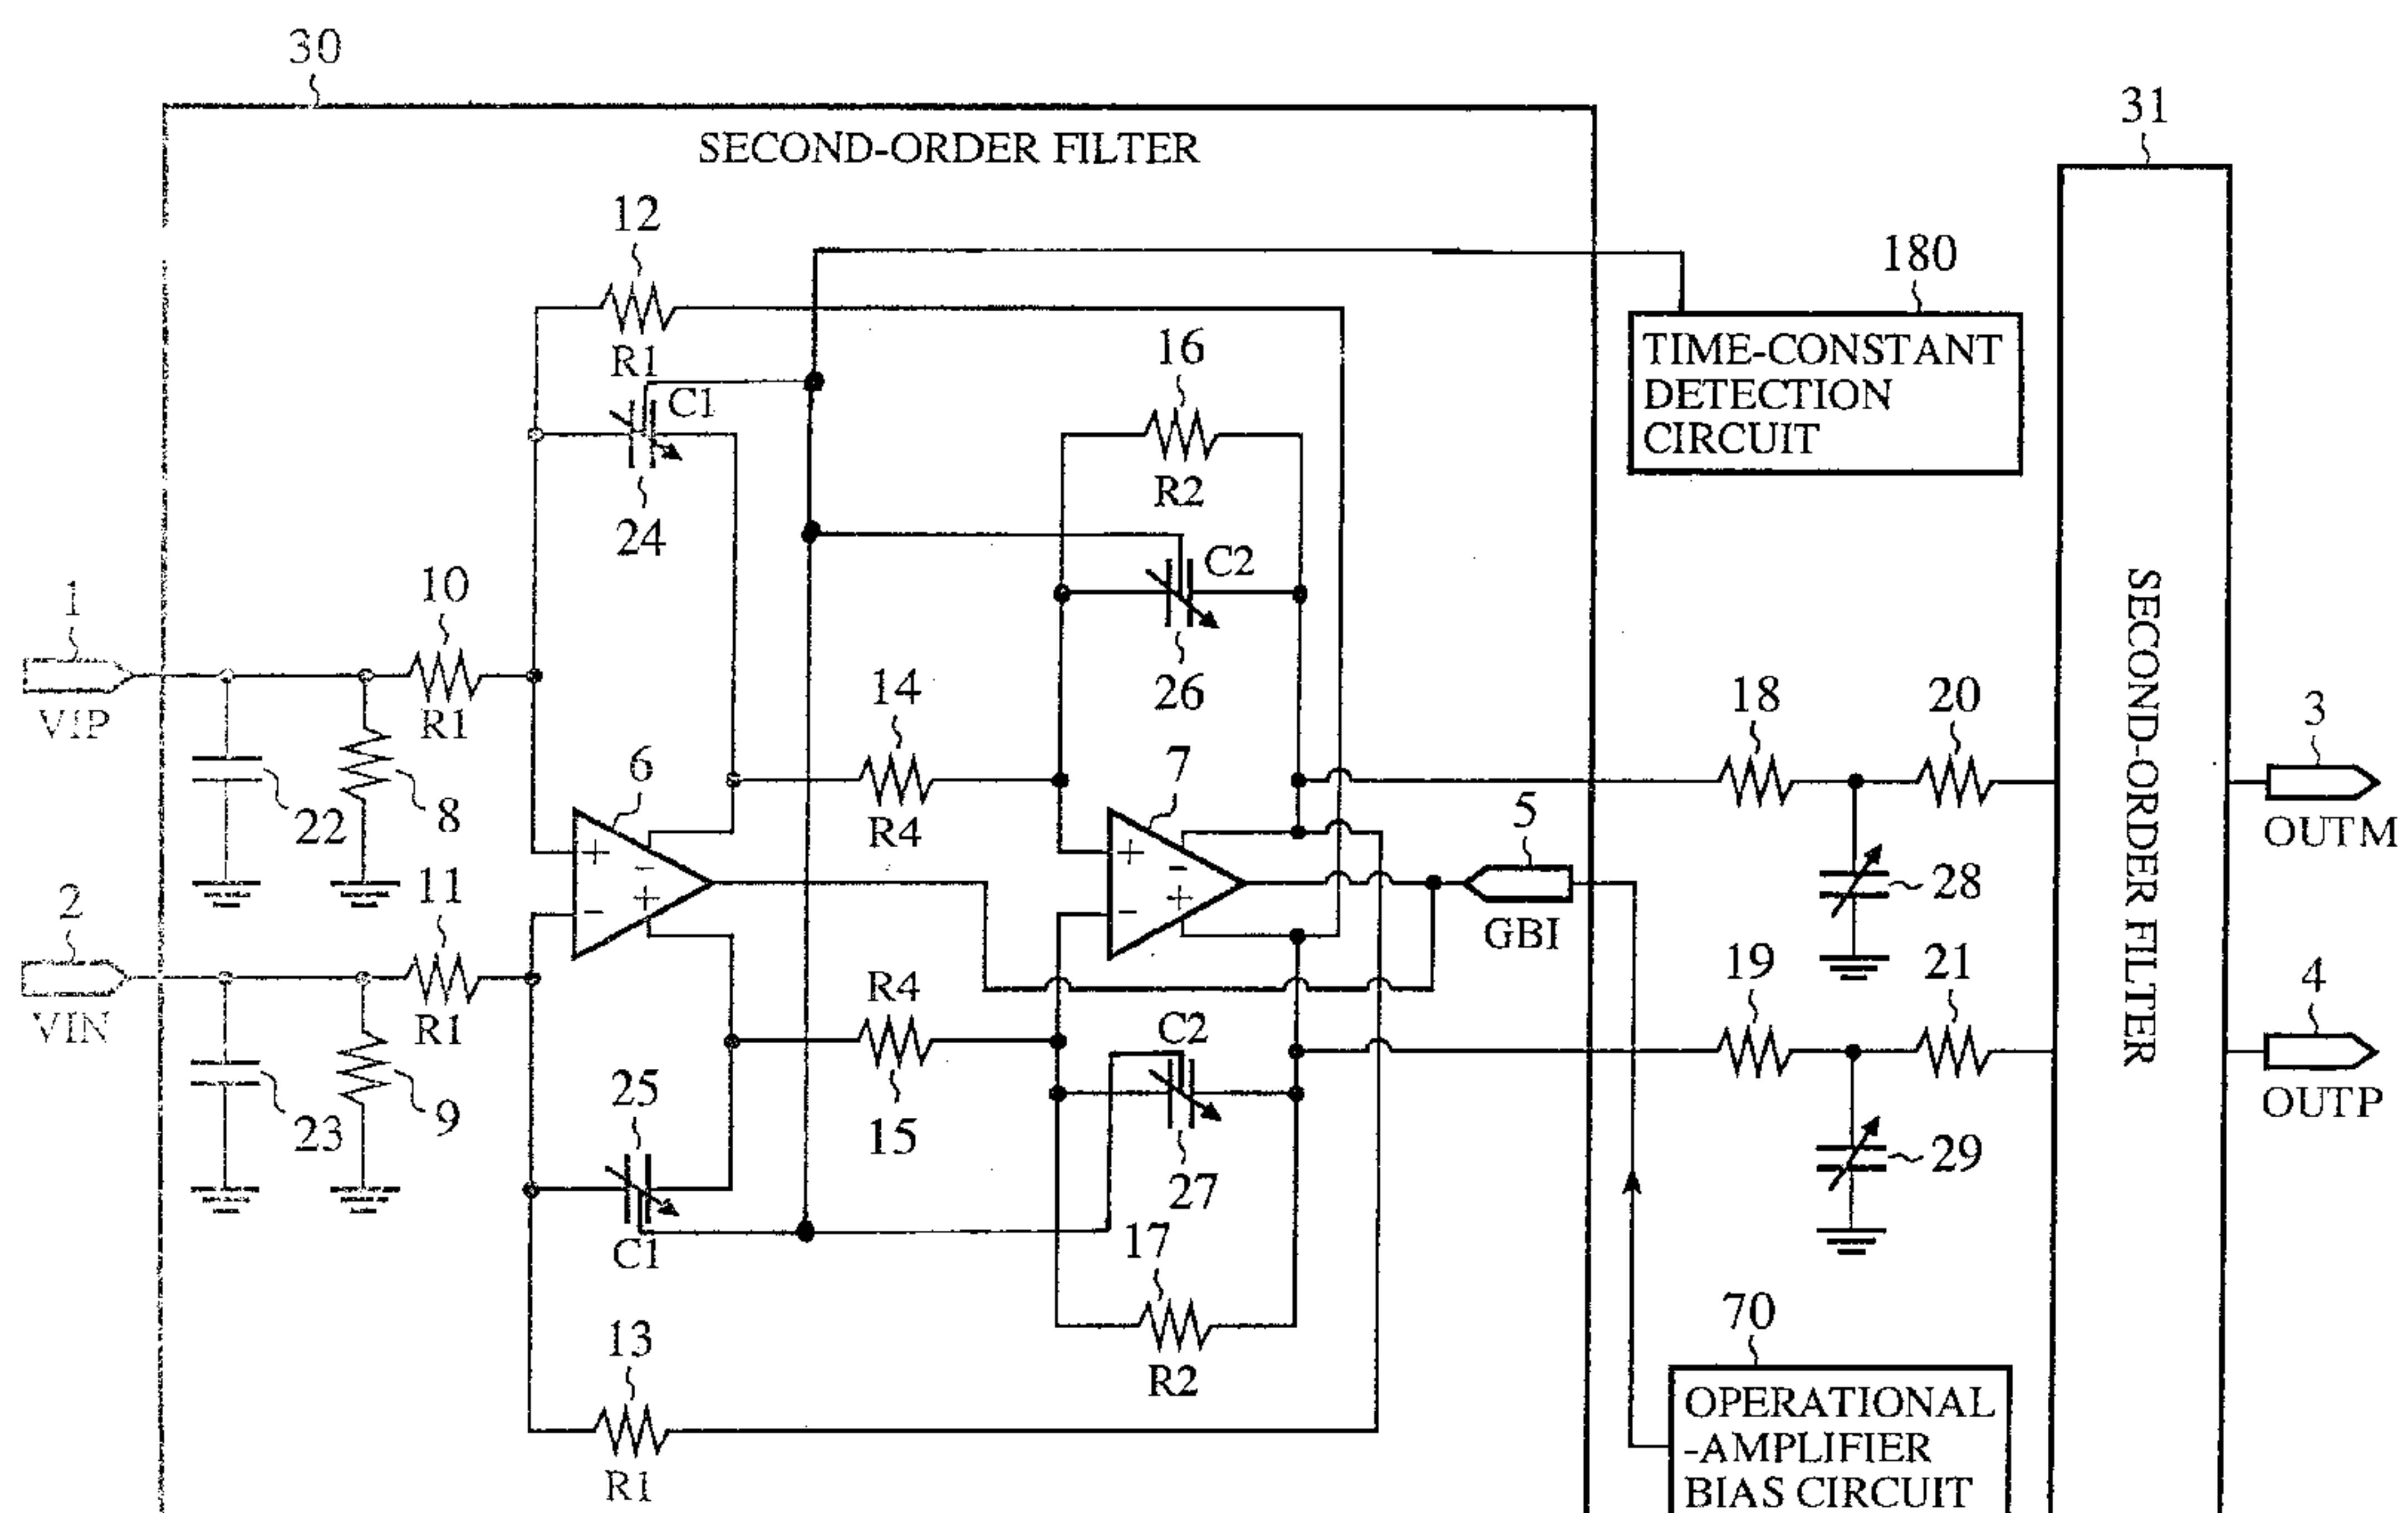 30
SECOND-ORDER FILTER
31
12
R1
C1
24
180
TIME-CONSTANT
DETECTION
CIRCUIT
16
R2
C2
26
1
VIP
10
R1
22
8
6
+
-
-
+
14
R4
7
+
-
-
+
5
GBI
18
20
28
SECOND-ORDER FILTER
3
OUTM
2
VIN
11
R1
23
9
25
C1
R4
15
C2
27
17
R2
19
21
29
4
OUTP
13
R1
70
OPERATIONAL
-AMPLIFIER
BIAS CIRCUIT